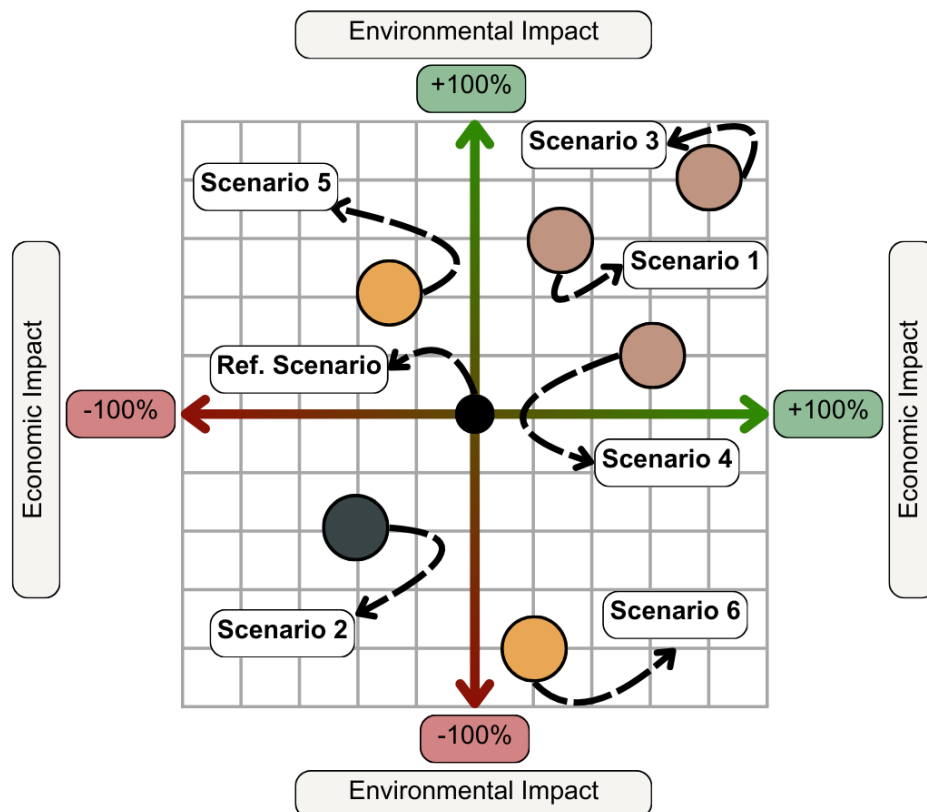 Environmental Impact
+100%
Scenario 3
Scenario 5
Scenario 1
Ref. Scenario
Economic Impact
-100%
+100%
Economic Impact
Scenario 4
Scenario 2
Scenario 6
-100%
Environmental Impact